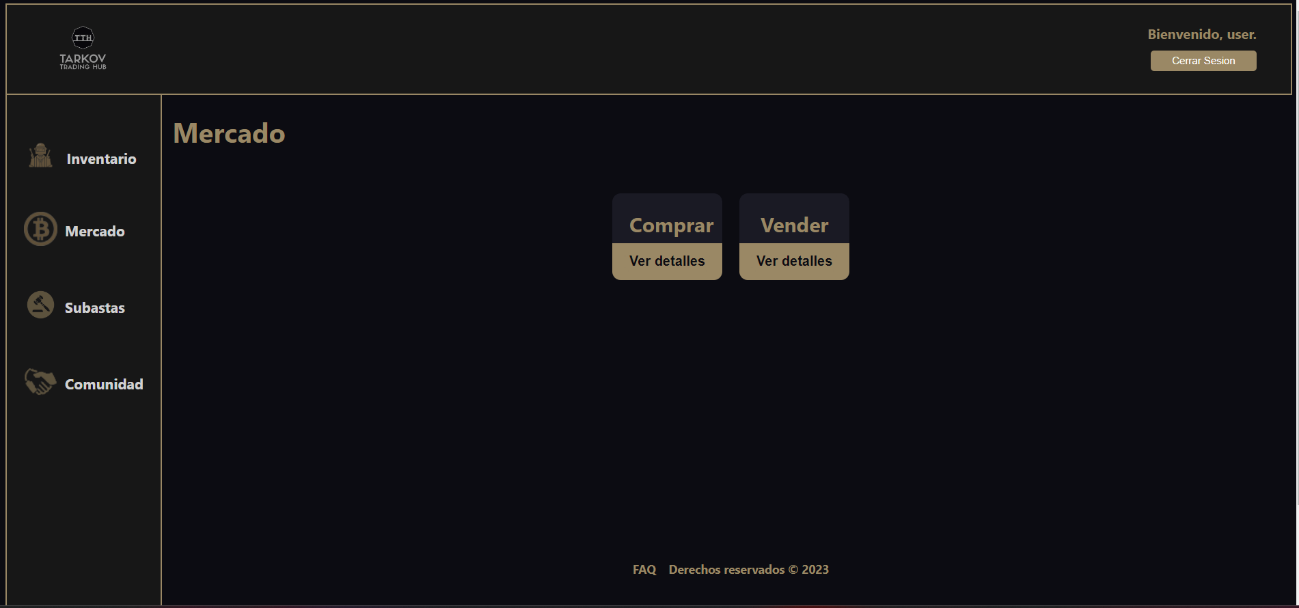 TTH
TARKOV
TRADING HUB
Bienvenido, user.
Cerrar Sesion
Inventario
Mercado
Subastas
Comunidad
Mercado
Comprar
Ver detalles
Vender
Ver detalles
FAQ Derechos reservados © 2023